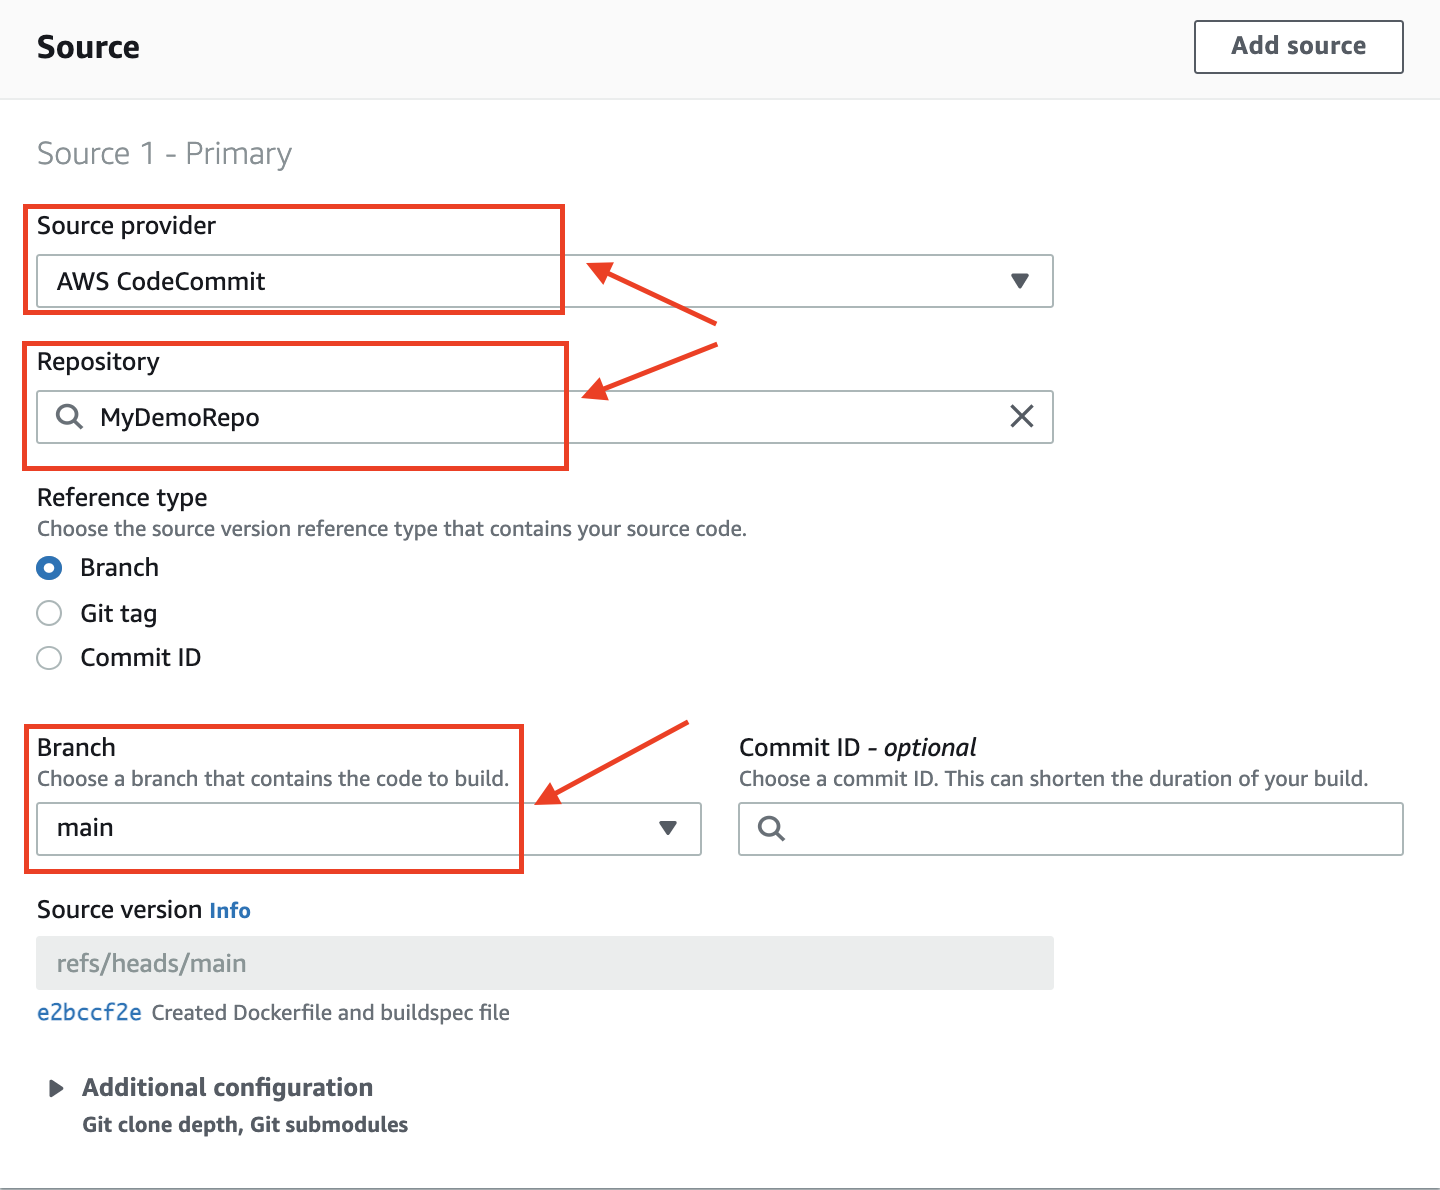 Source
Add source
Source 1 - Primary
Source provider
AWS CodeCommit
Repository
MyDemoRepo
Reference type
Choose the source version reference type that contains your source code.
Branch
Git tag
Commit ID
Branch
Choose a branch that contains the code to build.
main
Commit ID - optional
Choose a commit ID. This can shorten the duration of your build.
Source version Info
refs/heads/main
e2bccf2e Created Dockerfile and buildspec file
Additional configuration
Git clone depth, Git submodules